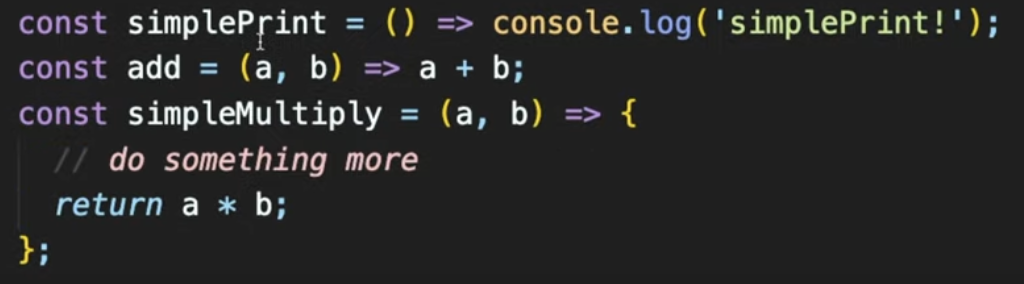 const simplePrint = () => console.log('simplePrint!');
const add = (a, b) => a + b;
const simpleMultiply = (a, b) => {
  // do something more
  return a * b;
};